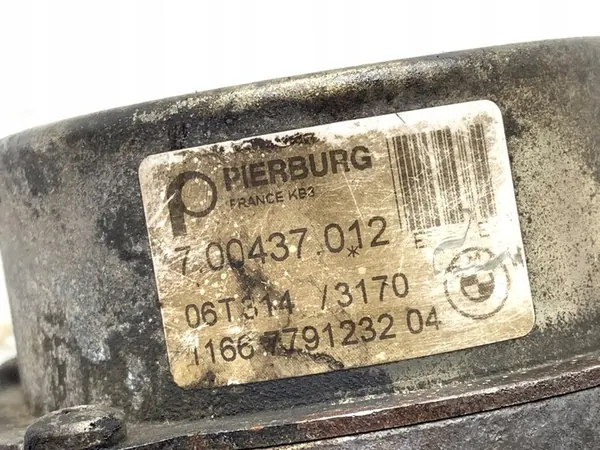 PIERBURG
FRANCE KB3
7.00437.012
06T314 /3170
1166 7791232 04